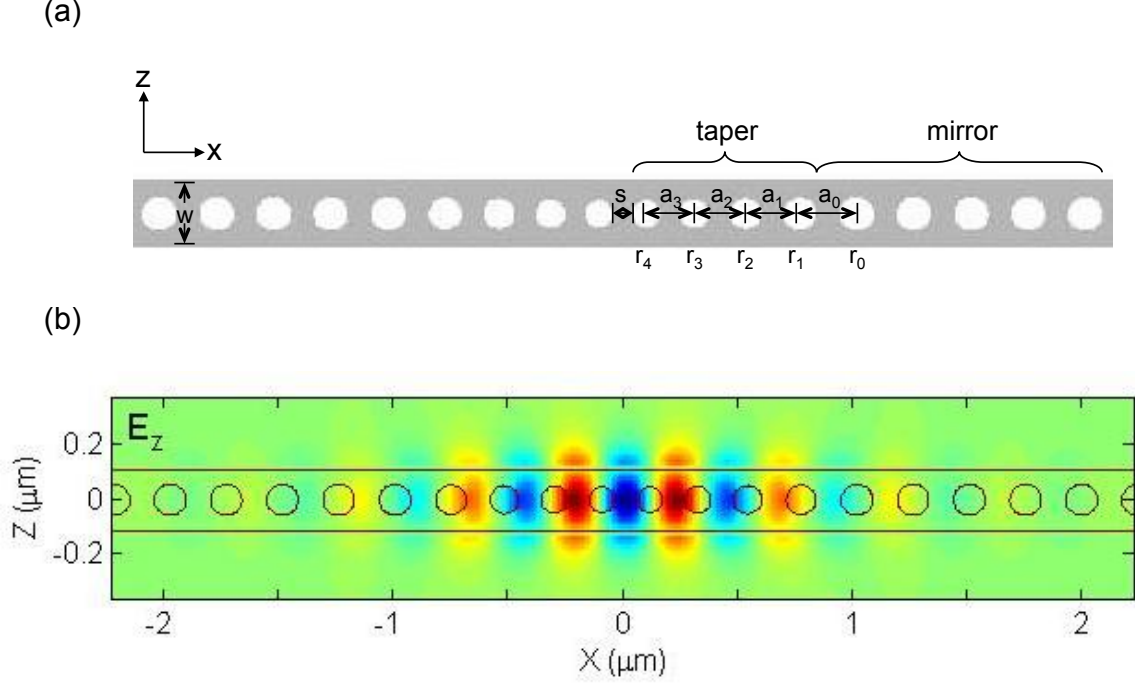 (a)
z
x
w
taper
mirror
s a₃ a₂ a₁ a₀
r₄ r₃ r₂ r₁ r₀
(b)
E_z
0.2
0
-0.2
Z (μm)
-2 -1 0 1 2
X (μm)